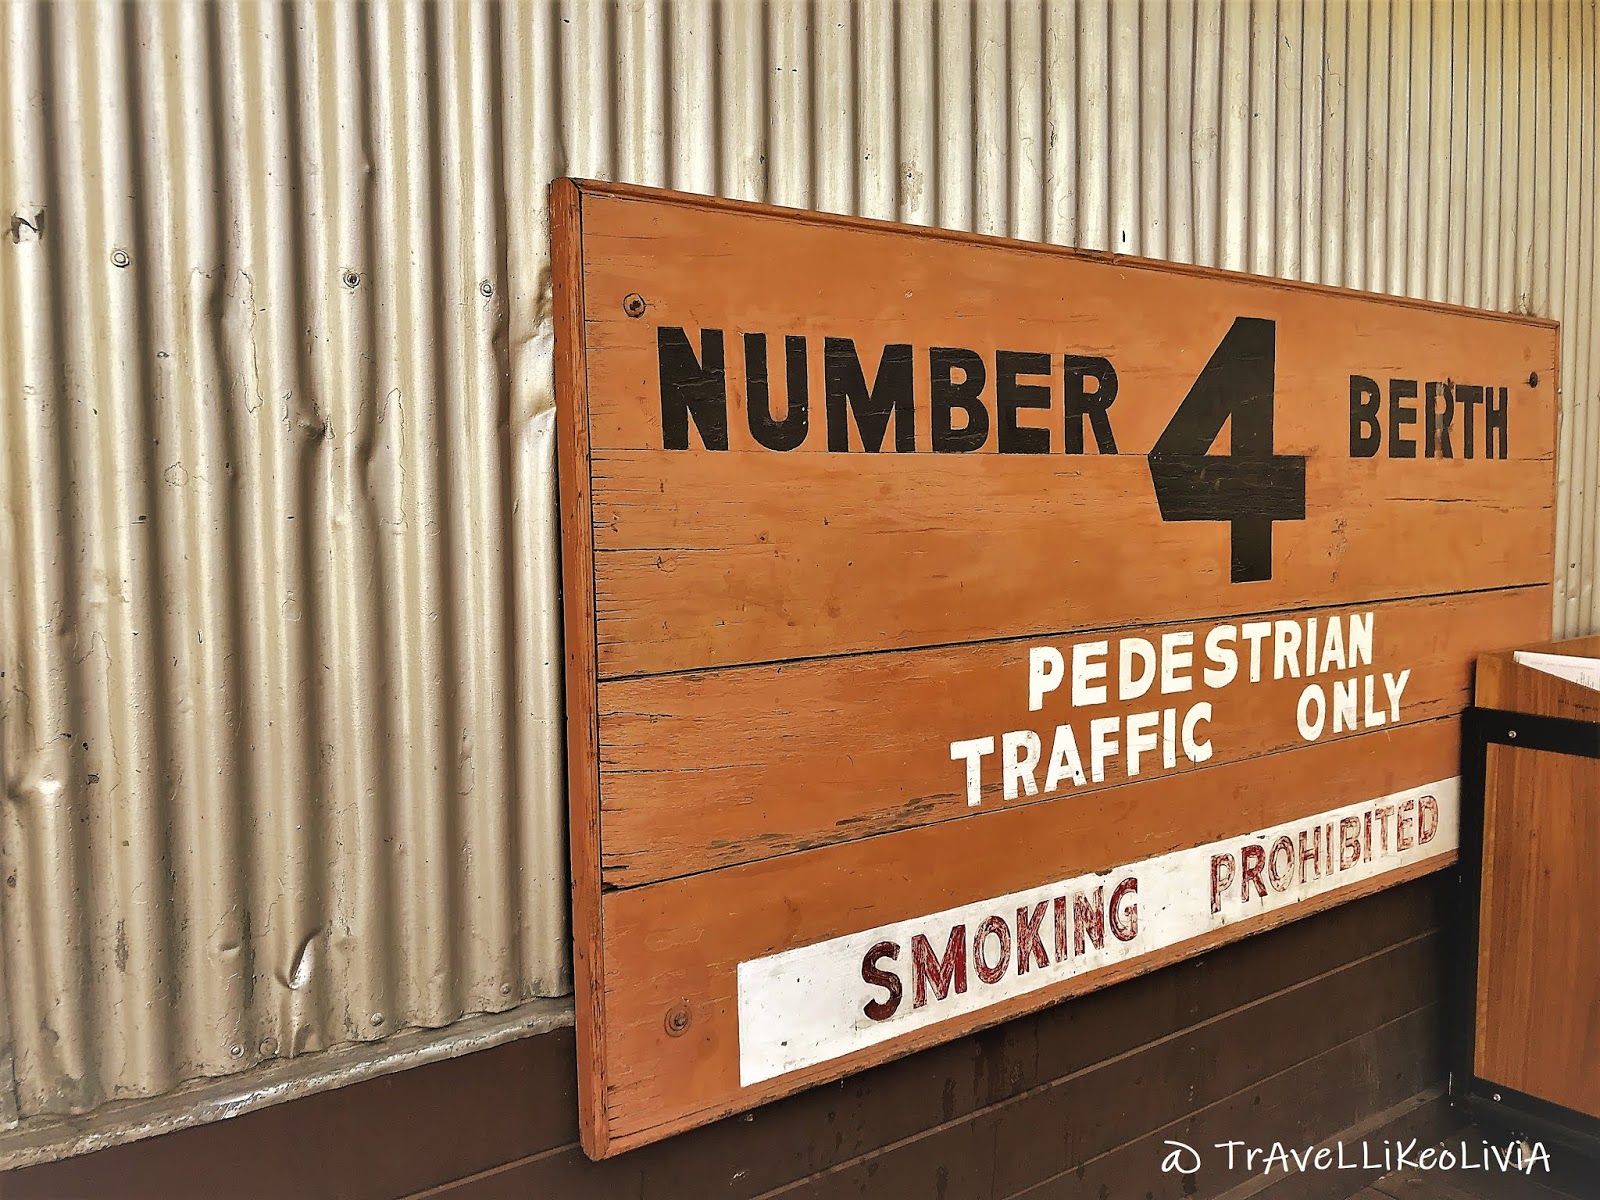 NUMBER 4 BERTH
PEDESTRIAN
TRAFFIC ONLY
SMOKING PROHIBITED
@ TRAVELLiKEOLiViA